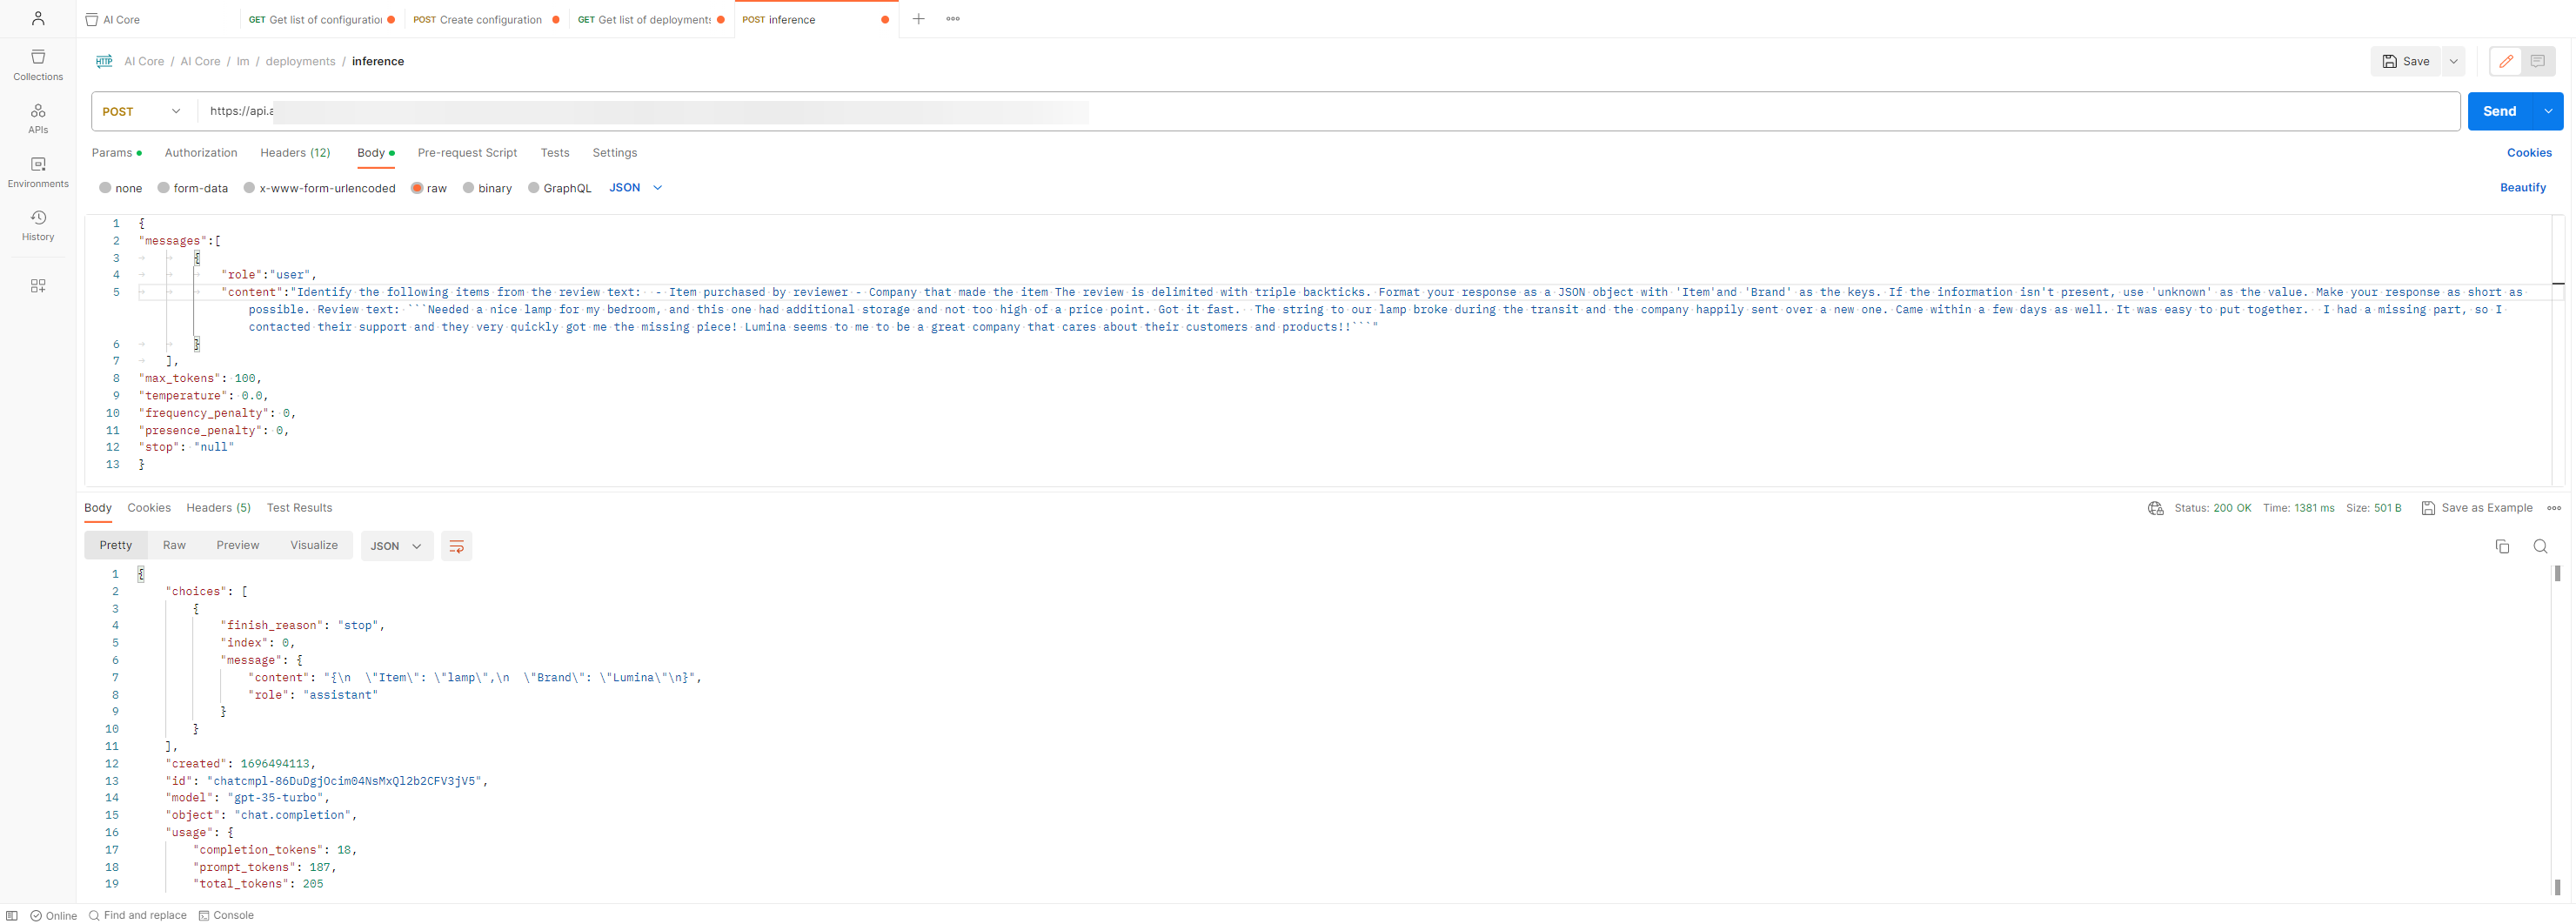 AI Core
GET Get list of configuration
POST Create configuration
GET Get list of deployments
POST inference
Collections
APIs
Environments
History
HTTP AI Core / AI Core / lm / deployments / inference
Save
POST
https://api.a
Send
Params
Authorization
Headers (12)
Body
Pre-request Script
Tests
Settings
Cookies
none
form-data
x-www-form-urlencoded
raw
binary
GraphQL
JSON
Beautify
1 {
2 "messages":[
3 {
4 "role":"user",
5 "content":"Identify the following items from the review text:  - Item purchased by reviewer - Company that made the item The review is delimited with triple backticks. Format your response as a JSON object with 'Item'and 'Brand' as the keys. If the information isn't present, use 'unknown' as the value. Make your response as short as
possible. Review text: ```Needed a nice lamp for my bedroom, and this one had additional storage and not too high of a price point. Got it fast.  The string to our lamp broke during the transit and the company happily sent over a new one. Came within a few days as well. It was easy to put together.  I had a missing part, so I
contacted their support and they very quickly got me the missing piece! Lumina seems to me to be a great company that cares about their customers and products!!```"
6 }
7 ],
8 "max_tokens": 100,
9 "temperature": 0.0,
10 "frequency_penalty": 0,
11 "presence_penalty": 0,
12 "stop": "null"
13 }
Body
Cookies
Headers (5)
Test Results
Status: 200 OK
Time: 1381 ms
Size: 501 B
Save as Example
Pretty
Raw
Preview
Visualize
JSON
1 {
2 "choices": [
3 {
4 "finish_reason": "stop",
5 "index": 0,
6 "message": {
7 "content": "{\n  \"Item\": \"lamp\",\n  \"Brand\": \"Lumina\"\n}",
8 "role": "assistant"
9 }
10 }
11 ],
12 "created": 1696494113,
13 "id": "chatcmpl-86DuDgjOcim04NsMxQl2b2CFV3jV5",
14 "model": "gpt-35-turbo",
15 "object": "chat.completion",
16 "usage": {
17 "completion_tokens": 18,
18 "prompt_tokens": 187,
19 "total_tokens": 205
Online
Find and replace
Console